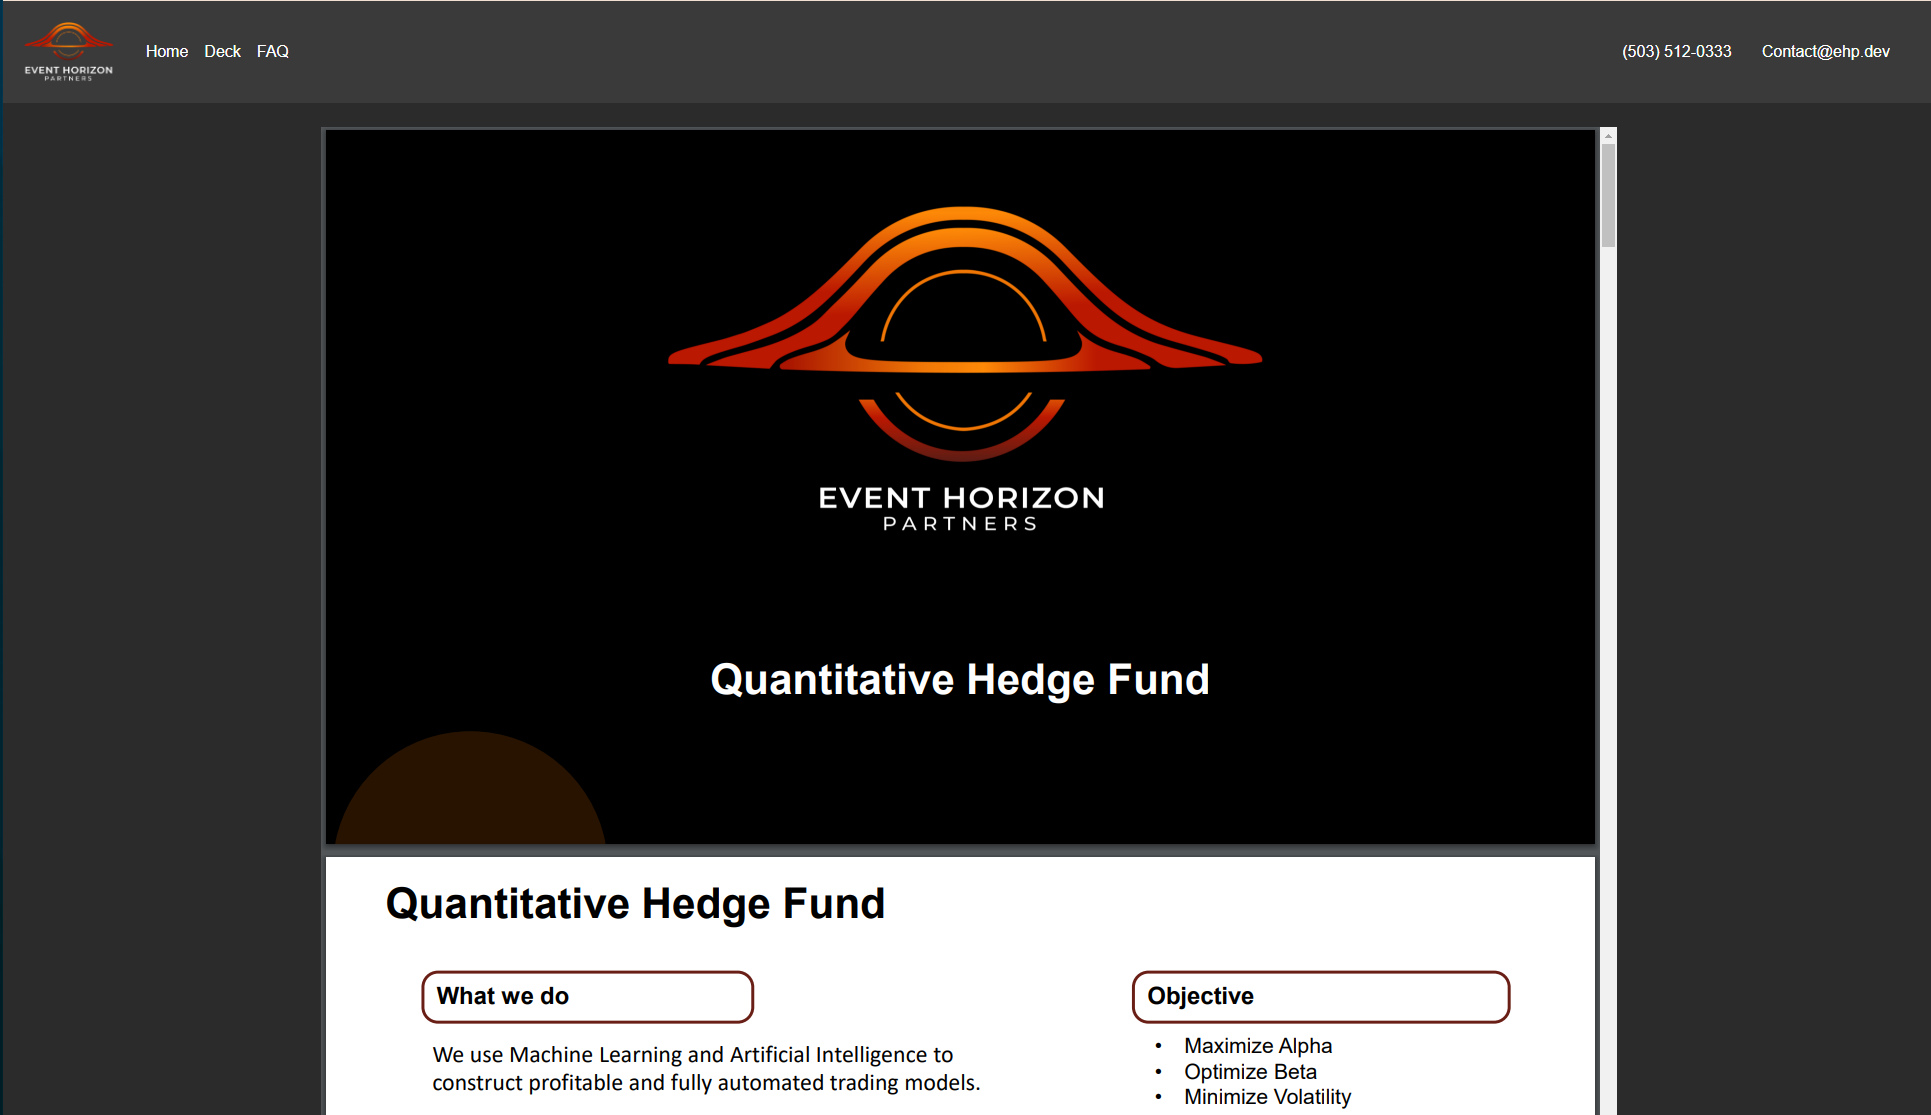 EVENT HORIZON
PARTNERS
Home Deck FAQ
(503) 512-0333 Contact@ehp.dev
EVENT HORIZON
PARTNERS
Quantitative Hedge Fund
Quantitative Hedge Fund
What we do
We use Machine Learning and Artificial Intelligence to
construct profitable and fully automated trading models.
Objective
• Maximize Alpha
• Optimize Beta
• Minimize Volatility